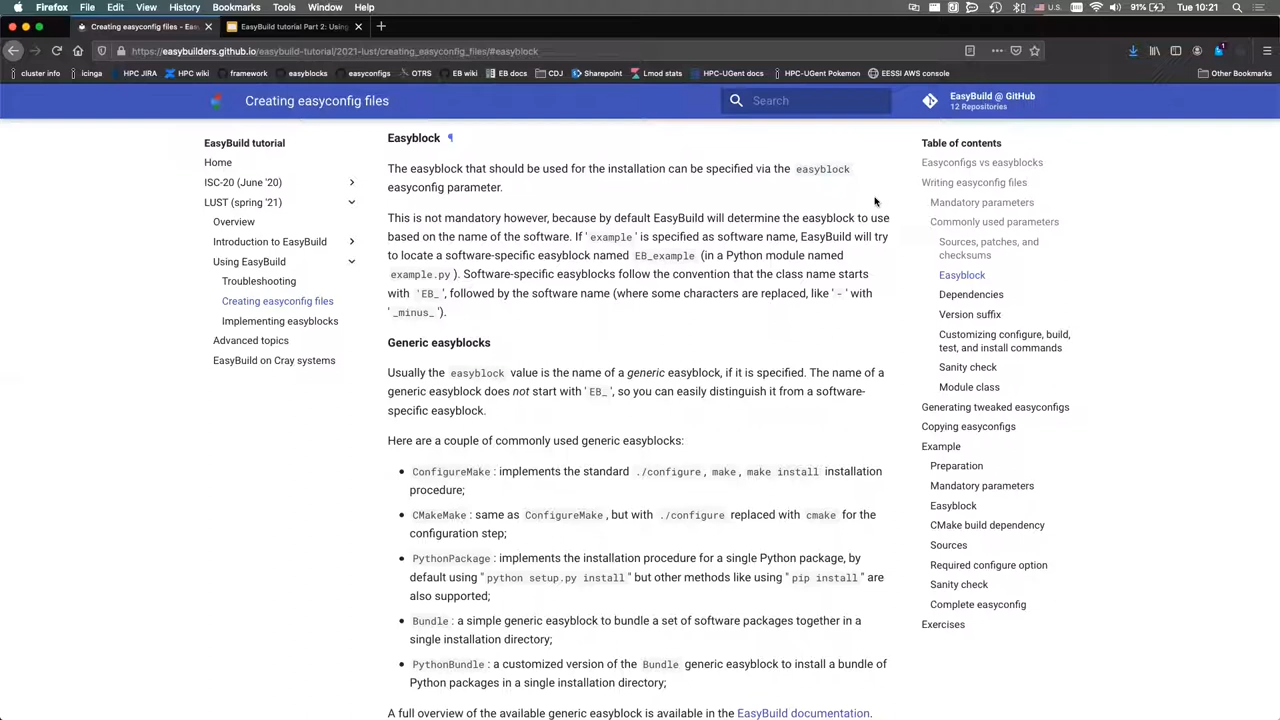 Firefox File Edit View History Bookmarks Tools Window Help
U.S. 91% Tue 10:21
Creating easyconfig files - Eas
EasyBuild tutorial Part 2: Using
https://easybuilders.github.io/easybuild-tutorial/2021-lust/creating_easyconfig_files/#easyblock
cluster info Icinga HPC JIRA HPC wiki framework easyblocks easyconfigs OTRS EB wiki EB docs CDJ Sharepoint Lmod stats HPC-UGent docs HPC-UGent Pokemon EESSI AWS console Other Bookmarks
Creating easyconfig files
Search
EasyBuild @ GitHub
12 Repositories
EasyBuild tutorial
Home
ISC-20 (June '20)
LUST (spring '21)
Overview
Introduction to EasyBuild
Using EasyBuild
Troubleshooting
Creating easyconfig files
Implementing easyblocks
Advanced topics
EasyBuild on Cray systems
Easyblock ¶
The easyblock that should be used for the installation can be specified via the easyblock
easyconfig parameter.
This is not mandatory however, because by default EasyBuild will determine the easyblock to use
based on the name of the software. If 'example' is specified as software name, EasyBuild will try
to locate a software-specific easyblock named EB_example (in a Python module named
example.py). Software-specific easyblocks follow the convention that the class name starts
with 'EB_', followed by the software name (where some characters are replaced, like '-' with
'_minus_').
Generic easyblocks
Usually the easyblock value is the name of a generic easyblock, if it is specified. The name of a
generic easyblock does not start with 'EB_', so you can easily distinguish it from a software-
specific easyblock.
Here are a couple of commonly used generic easyblocks:
• ConfigureMake: implements the standard ./configure, make, make install installation
procedure;
• CMakeMake: same as ConfigureMake, but with ./configure replaced with cmake for the
configuration step;
• PythonPackage: implements the installation procedure for a single Python package, by
default using "python setup.py install" but other methods like using "pip install" are
also supported;
• Bundle: a simple generic easyblock to bundle a set of software packages together in a
single installation directory;
• PythonBundle: a customized version of the Bundle generic easyblock to install a bundle of
Python packages in a single installation directory;
A full overview of the available generic easyblock is available in the EasyBuild documentation.
Table of contents
Easyconfigs vs easyblocks
Writing easyconfig files
Mandatory parameters
Commonly used parameters
Sources, patches, and
checksums
Easyblock
Dependencies
Version suffix
Customizing configure, build,
test, and install commands
Sanity check
Module class
Generating tweaked easyconfigs
Copying easyconfigs
Example
Preparation
Mandatory parameters
Easyblock
CMake build dependency
Sources
Required configure option
Sanity check
Complete easyconfig
Exercises